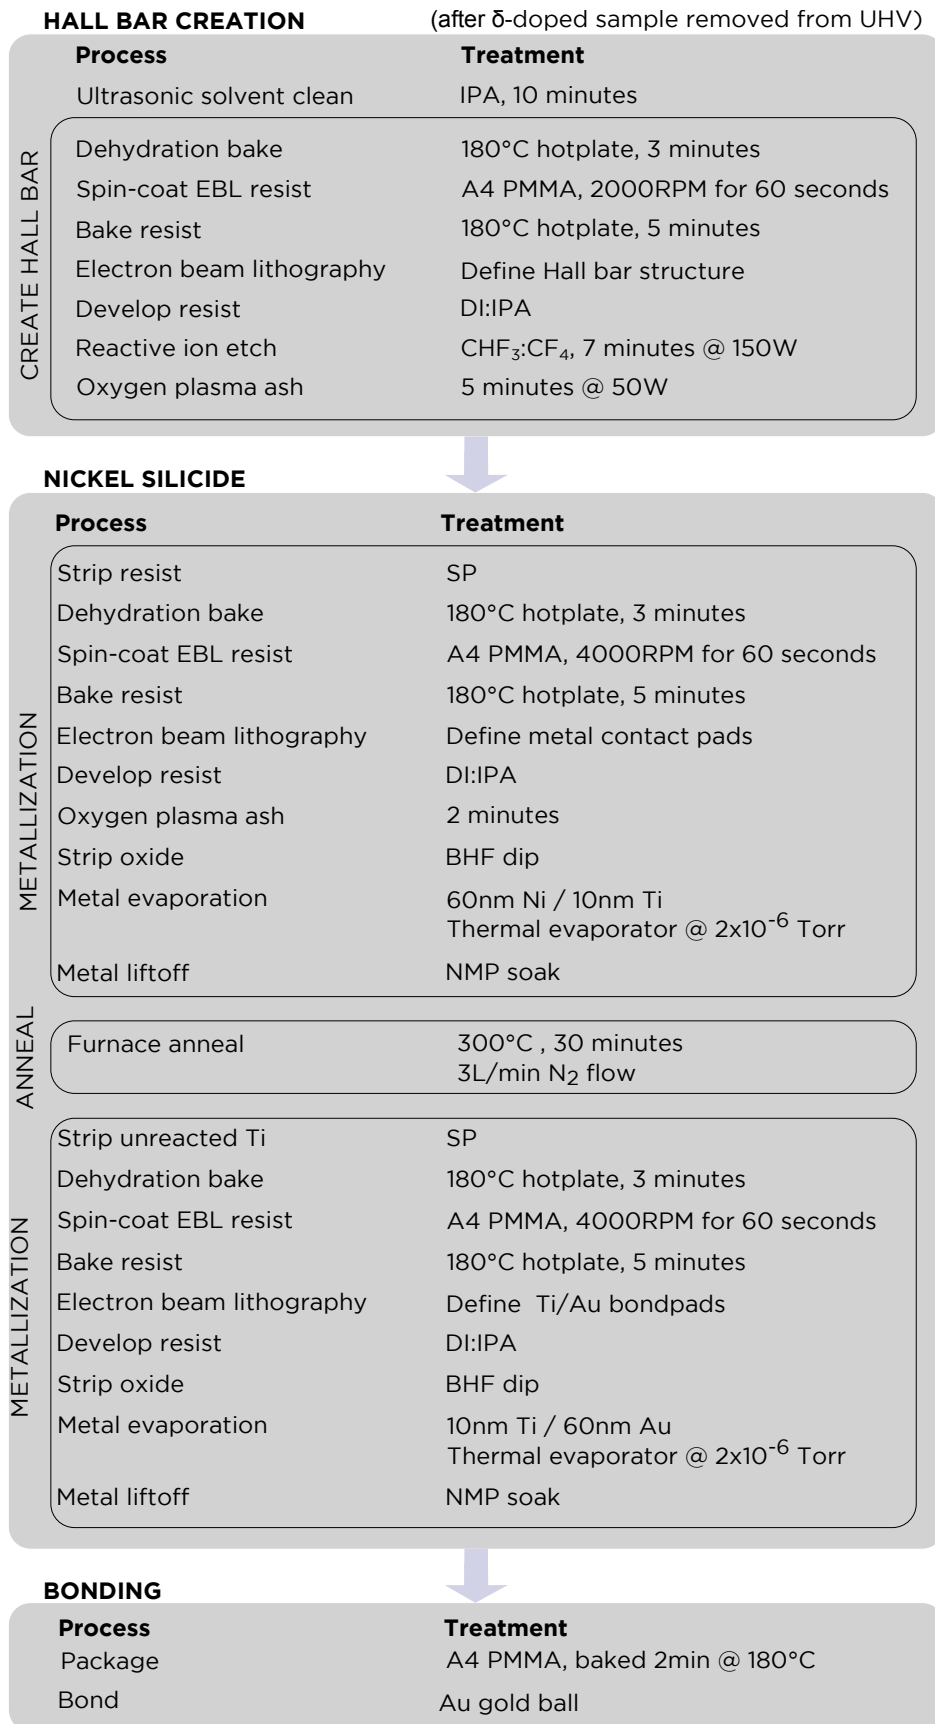 HALL BAR CREATION (after δ-doped sample removed from UHV)
Process Treatment
Ultrasonic solvent clean IPA, 10 minutes
CREATE HALL BAR
Dehydration bake 180°C hotplate, 3 minutes
Spin-coat EBL resist A4 PMMA, 2000RPM for 60 seconds
Bake resist 180°C hotplate, 5 minutes
Electron beam lithography Define Hall bar structure
Develop resist DI:IPA
Reactive ion etch CHF₃:CF₄, 7 minutes @ 150W
Oxygen plasma ash 5 minutes @ 50W
NICKEL SILICIDE
Process Treatment
METALLIZATION
Strip resist SP
Dehydration bake 180°C hotplate, 3 minutes
Spin-coat EBL resist A4 PMMA, 4000RPM for 60 seconds
Bake resist 180°C hotplate, 5 minutes
Electron beam lithography Define metal contact pads
Develop resist DI:IPA
Oxygen plasma ash 2 minutes
Strip oxide BHF dip
Metal evaporation 60nm Ni / 10nm Ti
Thermal evaporator @ 2x10⁻⁶ Torr
Metal liftoff NMP soak
ANNEAL
Furnace anneal 300°C , 30 minutes
3L/min N₂ flow
METALLIZATION
Strip unreacted Ti SP
Dehydration bake 180°C hotplate, 3 minutes
Spin-coat EBL resist A4 PMMA, 4000RPM for 60 seconds
Bake resist 180°C hotplate, 5 minutes
Electron beam lithography Define Ti/Au bondpads
Develop resist DI:IPA
Strip oxide BHF dip
Metal evaporation 10nm Ti / 60nm Au
Thermal evaporator @ 2x10⁻⁶ Torr
Metal liftoff NMP soak
BONDING
Process Treatment
Package A4 PMMA, baked 2min @ 180°C
Bond Au gold ball